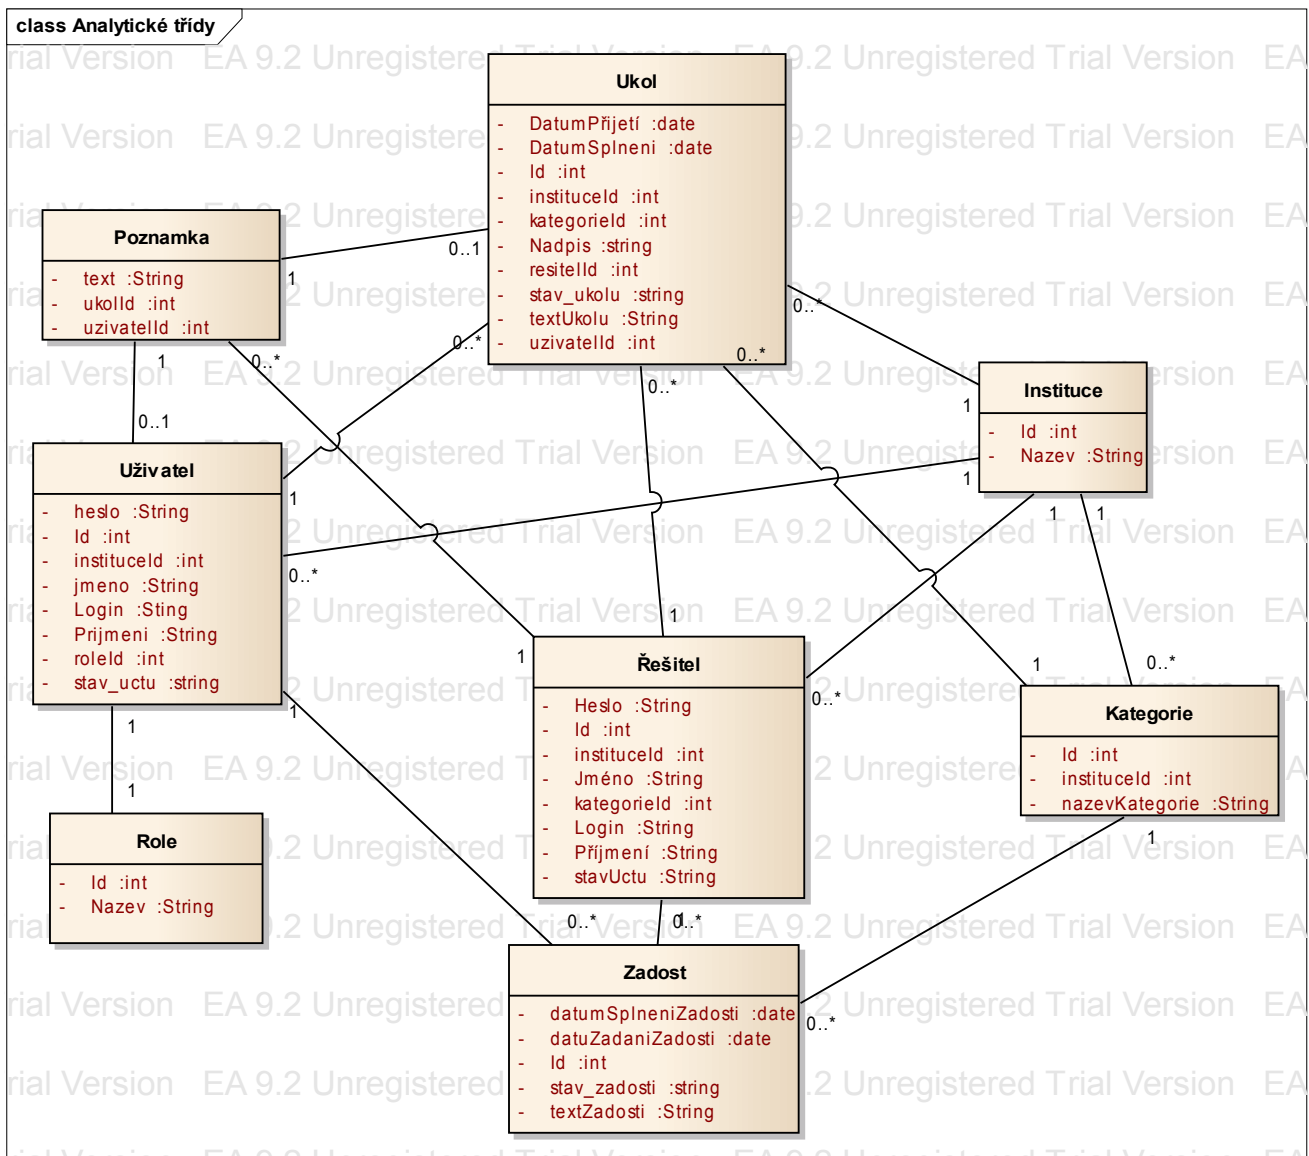 class Analytické třídy
Ukol
- DatumPřijetí :date
- DatumSplneni :date
- Id :int
- instituceId :int
- kategorieId :int
- Nadpis :string
- resitelId :int
- stav_ukolu :string
- textUkolu :String
- uzivatelId :int
Poznamka
- text :String
- ukolId :int
- uzivatelId :int
0..1
1
0..*
1
0..*
0..*
0..*
0..*
0..1
Instituce
- Id :int
- Nazev :String
1
1
1
1
Uživatel
- heslo :String
- Id :int
- instituceId :int
- jmeno :String
- Login :Sting
- Prijmeni :String
- roleId :int
- stav_uctu :string
1
0..*
1
1
1
1
1
1
0..*
0..*
Řešitel
- Heslo :String
- Id :int
- instituceId :int
- Jméno :String
- kategorieId :int
- Login :String
- Příjmení :String
- stavUctu :String
Kategorie
- Id :int
- instituceId :int
- nazevKategorie :String
1
Role
- Id :int
- Nazev :String
0..*
1
0..*
Zadost
- datumSplneniZadosti :date
- datuZadaniZadosti :date
- Id :int
- stav_zadosti :string
- textZadosti :String
0..*
EA 9.2 Unregistered Trial Version